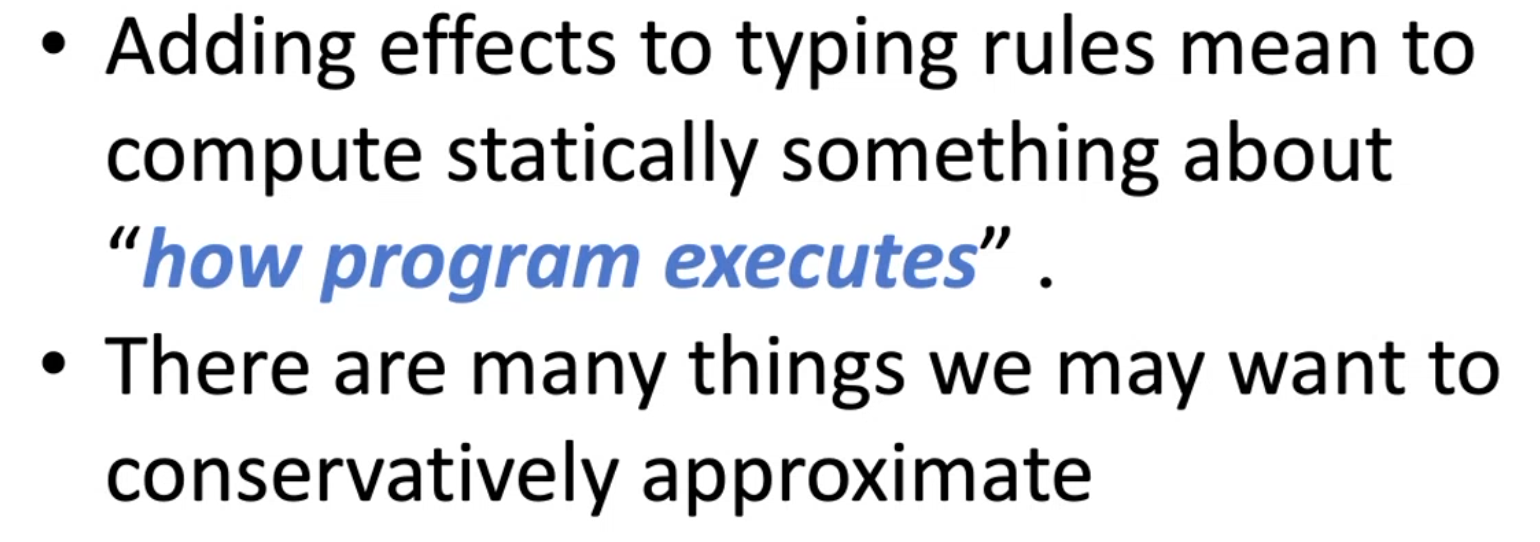 • Adding effects to typing rules mean to
compute statically something about
“how program executes” .
• There are many things we may want to
conservatively approximate